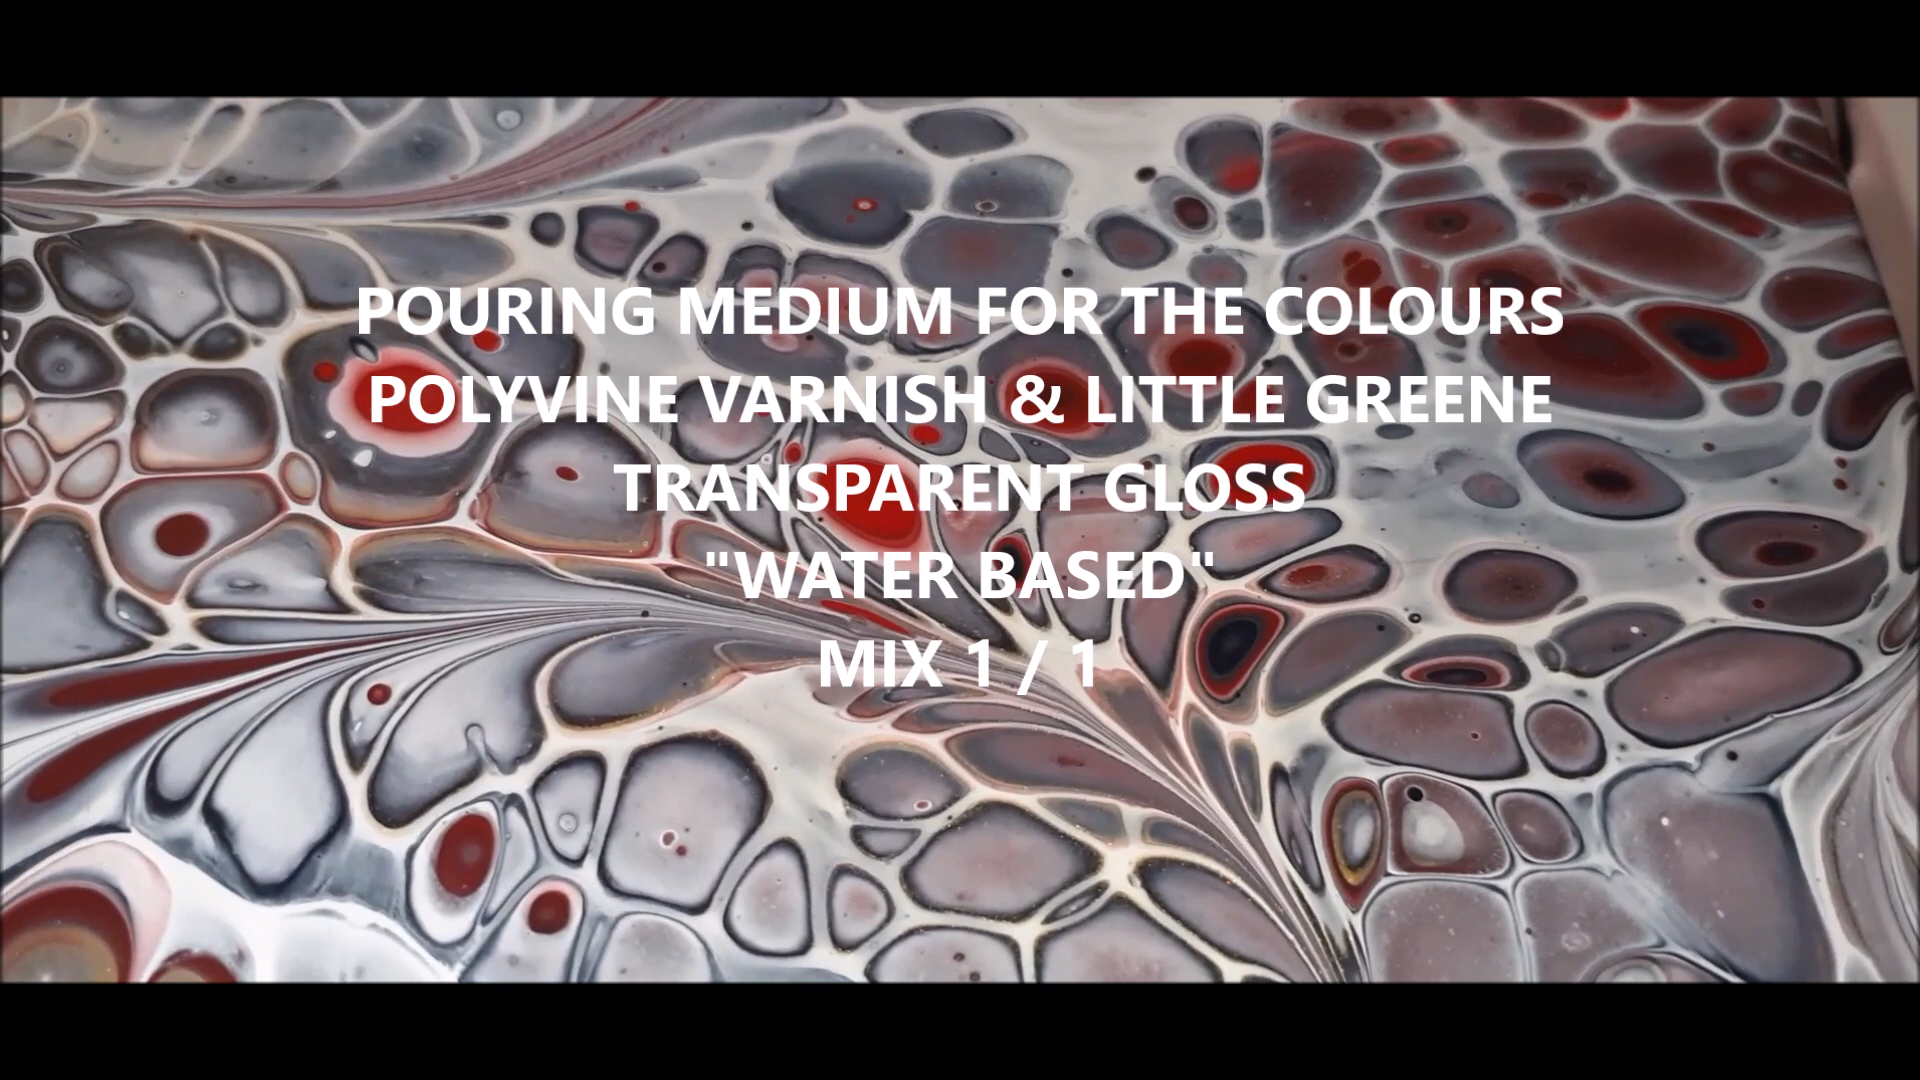 POURING MEDIUM FOR THE COLOURS
POLYVINE VARNISH & LITTLE GREENE
TRANSPARENT GLOSS
"WATER BASED"
MIX 1 / 1